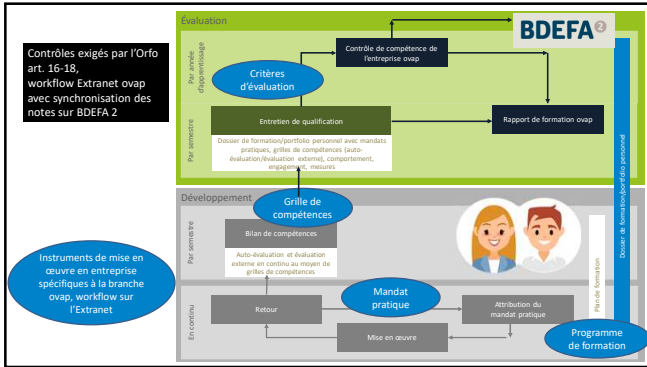 Évaluation
BDEFA2
Contrôles exigés par l'Orfo
art. 16-18,
workflow Extranet ovap
avec synchronisation des
notes sur BDEFA 2
Par année
d'apprentissage
Contrôle de compétence de
l'entreprise ovap
Critères
d'évaluation
Par semestre
Entretien de qualification
Dossier de formation/portfolio personnel avec mandats
pratiques, grilles de compétences (auto-
évaluation/évaluation externe), comportement,
engagement, mesures
Rapport de formation ovap
Dossier de formation/portfolio personnel
Développement
Grille de
compétences
Par semestre
Bilan de compétences
Auto-évaluation et évaluation
externe en continu au moyen de
grilles de compétences
Instruments de mise en
œuvre en entreprise
spécifiques à la branche
ovap, workflow sur
l'Extranet
Plan de formation
En continu
Mandat
pratique
Retour
Attribution du
mandat pratique
Mise en œuvre
Programme
de formation